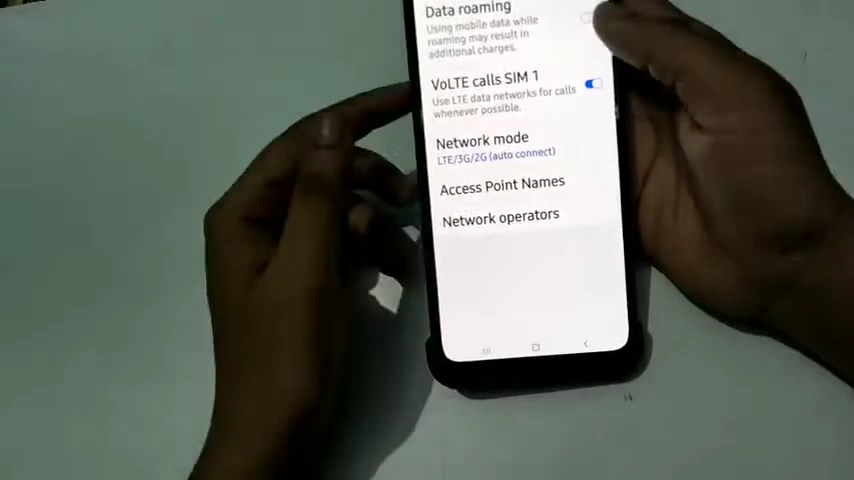 Data roaming
Using mobile data while
roaming may result in
additional charges.
VoLTE calls SIM 1
Use LTE data networks for calls
whenever possible.
Network mode
LTE/3G/2G (auto connect)
Access Point Names
Network operators